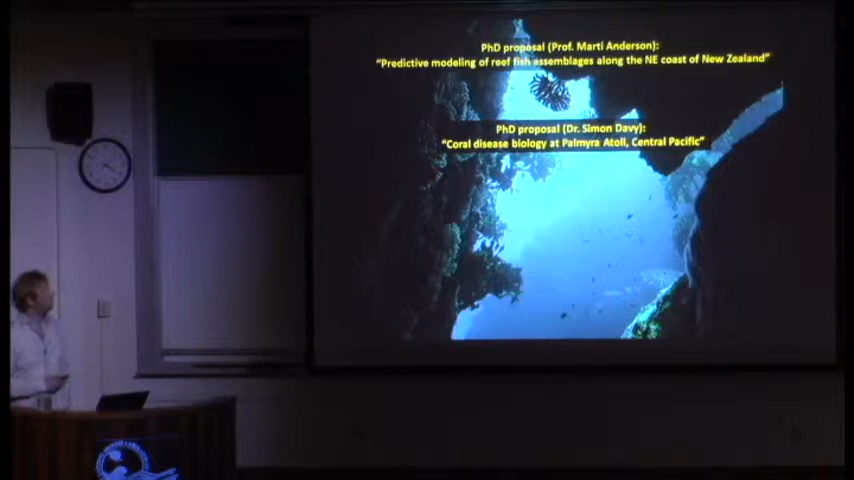 PhD proposal (Prof. Marti Anderson):
"Predictive modeling of reef fish assemblages along the NE coast of New Zealand"
PhD proposal (Dr. Simon Davy):
"Coral disease biology at Palmyra Atoll, Central Pacific"